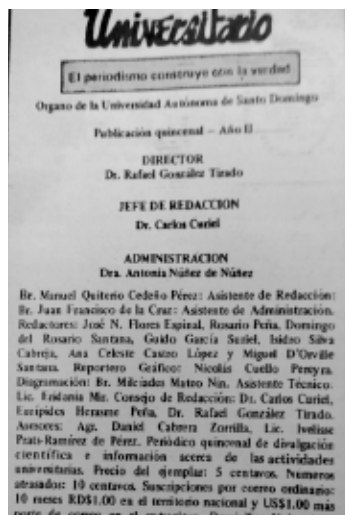 Universitario
El periodismo construye con la verdad
Organo de la Universidad Autónoma de Santo Domingo
Publicación quincenal – Año II
DIRECTOR
Dr. Rafael González Tirado
JEFE DE REDACCION
Dr. Carlos Curiel
ADMINISTRACION
Dra. Antonia Núñez de Núñez
Br. Manuel Quiterio Cedeño Pérez: Asistente de Redacción:
Br. Juan Francisco de la Cruz: Asistente de Administración.
Redactores: José N. Flores Espinal, Rosario Peña, Domingo
del Rosario Santana, Guido García Suriel, Isidro Silva
Cabreja, Ana Celeste Castro López y Miguel D'Orville
Santana. Reportero Gráfico: Nicolás Cuello Pereyra.
Diagramación: Br. Milcíades Mateo Nin. Asistente Técnico.
Lic. Eridania Mir. Consejo de Redacción: Dr. Carlos Curiel,
Eurípides Herasme Peña, Dr. Rafael González Tirado.
Asesores: Agr. Daniel Cabrera Zorrilla, Lic. Ivelisse
Prats-Ramírez de Pérez. Periódico quincenal de divulgación
científica e información acerca de las actividades
universitarias. Precio del ejemplar: 5 centavos. Números
atrasados: 10 centavos. Suscripciones por correo ordinario:
10 meses RD$1.00 en el territorio nacional y US$1.00 más